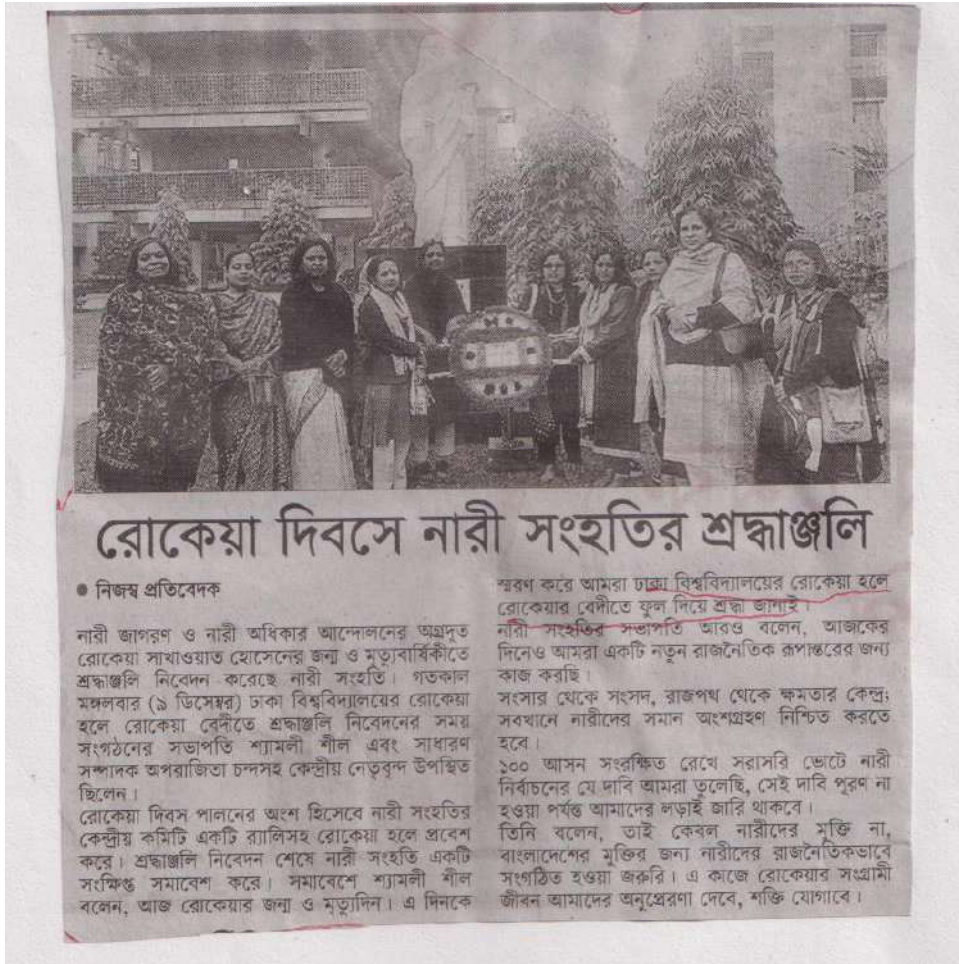 রোকেয়া দিবসে নারী সংহতির শ্রদ্ধাঞ্জলি
● নিজস্ব প্রতিবেদক
নারী জাগরণ ও নারী অধিকার আন্দোলনের অগ্রদূত
রোকেয়া সাখাওয়াত হোসেনের জন্ম ও মৃত্যুবার্ষিকীতে
শ্রদ্ধাঞ্জলি নিবেদন করেছে নারী সংহতি। গতকাল
মঙ্গলবার (৯ ডিসেম্বর) ঢাকা বিশ্ববিদ্যালয়ের রোকেয়া
হলে রোকেয়া বেদীতে শ্রদ্ধাঞ্জলি নিবেদনের সময়
সংগঠনের সভাপতি শ্যামলী শীল এবং সাধারণ
সম্পাদক অপরাজিতা চন্দসহ কেন্দ্রীয় নেতৃবৃন্দ উপস্থিত
ছিলেন।
রোকেয়া দিবস পালনের অংশ হিসেবে নারী সংহতির
কেন্দ্রীয় কমিটি একটি র‍্যালিসহ রোকেয়া হলে প্রবেশ
করে। শ্রদ্ধাঞ্জলি নিবেদন শেষে নারী সংহতি একটি
সংক্ষিপ্ত সমাবেশ করে। সমাবেশে শ্যামলী শীল
বলেন, আজ রোকেয়ার জন্ম ও মৃত্যুদিন। এ দিনকে
স্মরণ করে আমরা ঢাকা বিশ্ববিদ্যালয়ের রোকেয়া হলে
রোকেয়ার বেদীতে ফুল দিয়ে শ্রদ্ধা জানাই।
নারী সংহতির সভাপতি আরও বলেন, আজকের
দিনেও আমরা একটি নতুন রাজনৈতিক রূপান্তরের জন্য
কাজ করছি।
সংসার থেকে সংসদ, রাজপথ থেকে ক্ষমতার কেন্দ্র;
সবখানে নারীদের সমান অংশগ্রহণ নিশ্চিত করতে
হবে।
১০০ আসন সংরক্ষিত রেখে সরাসরি ভোটে নারী
নির্বাচনের যে দাবি আমরা তুলেছি, সেই দাবি পূরণ না
হওয়া পর্যন্ত আমাদের লড়াই জারি থাকবে।
তিনি বলেন, তাই কেবল নারীদের মুক্তি না,
বাংলাদেশের মুক্তির জন্য নারীদের রাজনৈতিকভাবে
সংগঠিত হওয়া জরুরি। এ কাজে রোকেয়ার সংগ্রামী
জীবন আমাদের অনুপ্রেরণা দেবে, শক্তি যোগাবে।